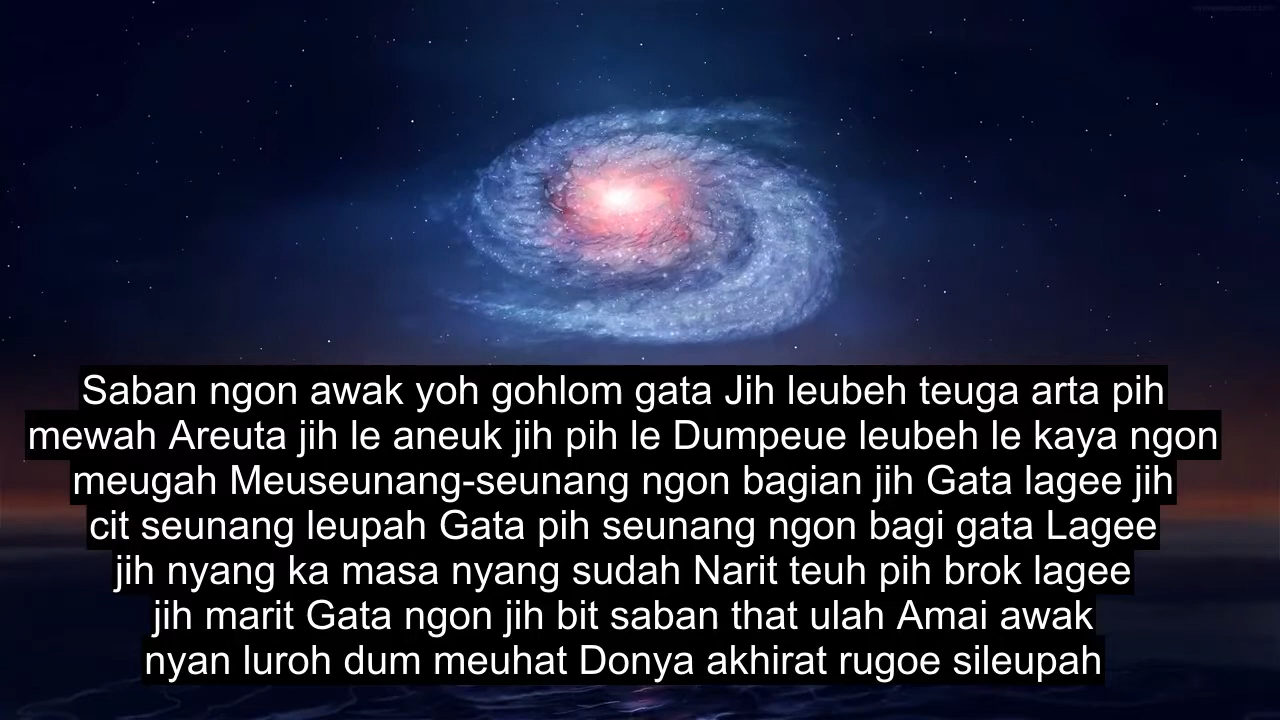 Saban ngon awak yoh gohlom gata Jih leubeh teuga arta pih
mewah Areuta jih le aneuk jih pih le Dumpeue leubeh le kaya ngon
meugah Meuseunang-seunang ngon bagian jih Gata lagee jih
cit seunang leupah Gata pih seunang ngon bagi gata Lagee
jih nyang ka masa nyang sudah Narit teuh pih brok lagee
jih marit Gata ngon jih bit saban that ulah Amai awak
nyan luroh dum meuhat Donya akhirat rugoe sileupah